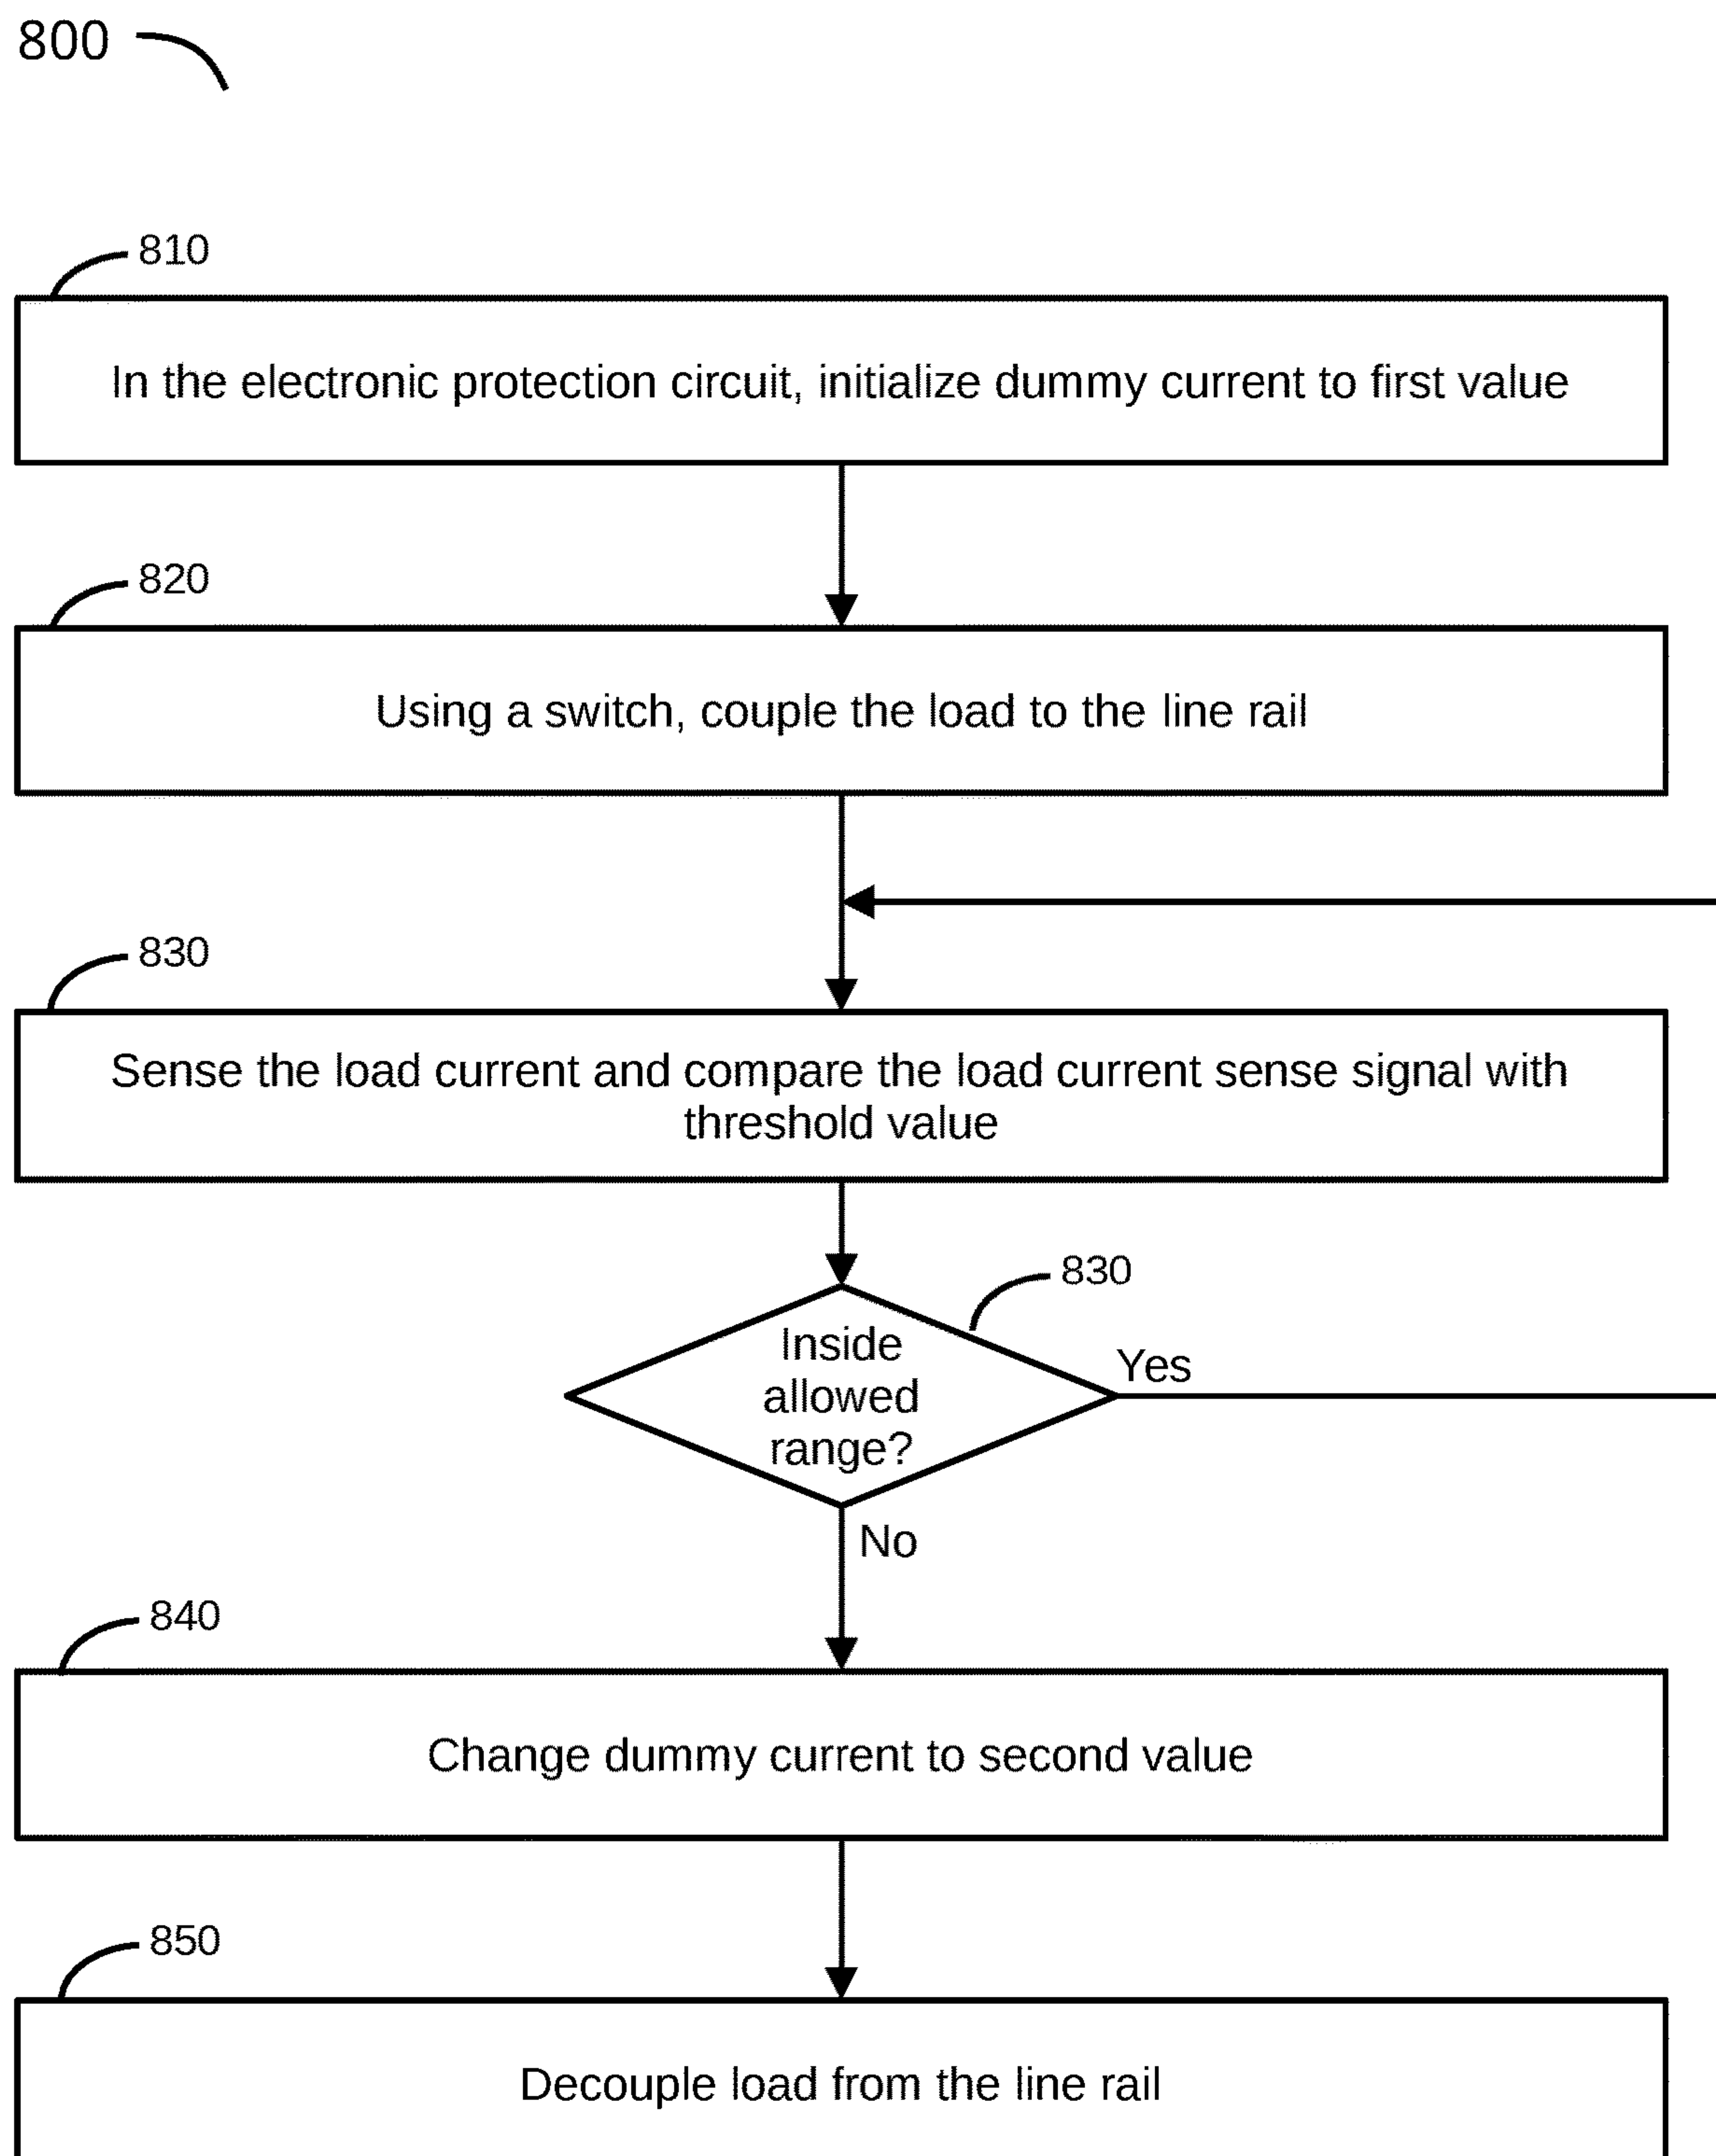 800
810
In the electronic protection circuit, initialize dummy current to first value
820
Using a switch, couple the load to the line rail
830
Sense the load current and compare the load current sense signal with
threshold value
830
Inside
allowed
range?
Yes
No
840
Change dummy current to second value
850
Decouple load from the line rail